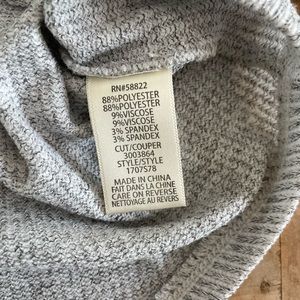 RN#58822
88%POLYESTER
88%POLYESTER
9%VISCOSE
9%VISCOSE
3% SPANDEX
3% SPANDEX
CUT/COUPER
3003864
STYLE/STYLE
1707S78
MADE IN CHINA
FAIT DANS LA CHINE
CARE ON REVERSE
NETTOYAGE AU REVERS